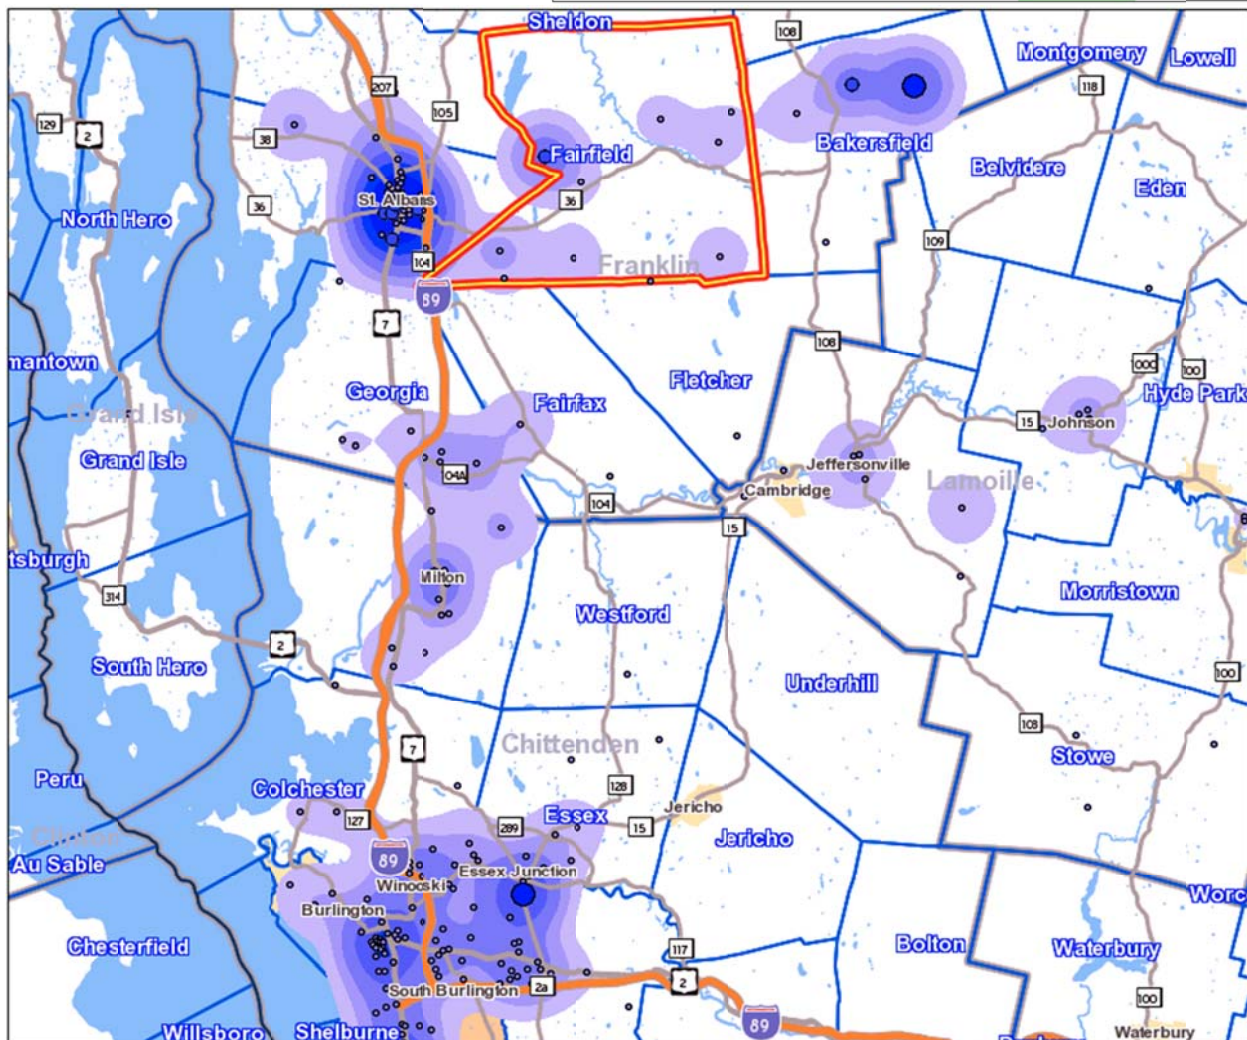 Sheldon
108
Montgomery
Lowell
207
118
105
129
2
38
Bakersfield
Fairfield
Belvidere
St. Albans
Eden
36
36
North Hero
109
104
Franklin
89
7
108
mantown
100C
100
Fletcher
Georgia
Hyde Park
Fairfax
Grand Isle
15
Johnson
Grand Isle
Jeffersonville
104A
Lamoille
Cambridge
104
15
tsburgh
Milton
Morristown
314
Westford
2
South Hero
100
Underhill
108
Chittenden
7
Stowe
Peru
128
Colchester
Jericho
Essex
127
289
15
Jericho
89
Au Sable
Essex Junction
Winooski
Worc
Burlington
Chesterfield
117
Bolton
Waterbury
2
South Burlington
2a
100
89
Willsboro
Shelburne
Waterbury